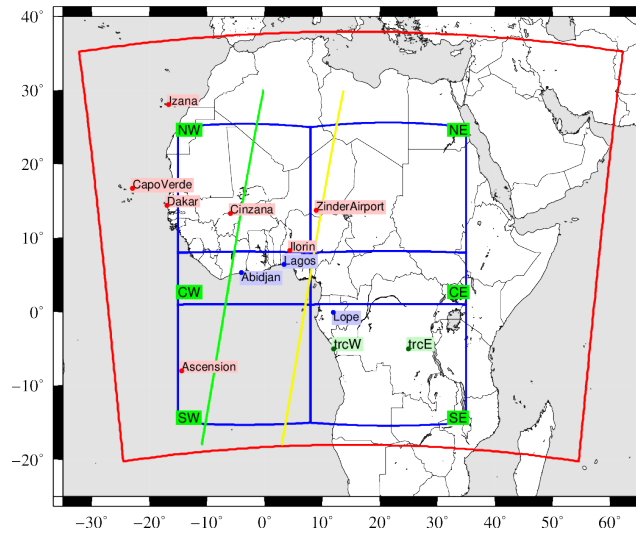 40°
30°
20°
10°
0°
−10°
−20°
Izana
NW
NE
CapoVerde
Dakar
Cinzana
ZinderAirport
Ilorin
Lagos
Abidjan
CW
CE
Lope
trcW
trcE
Ascension
SW
SE
−30° −20° −10° 0° 10° 20° 30° 40° 50° 60°